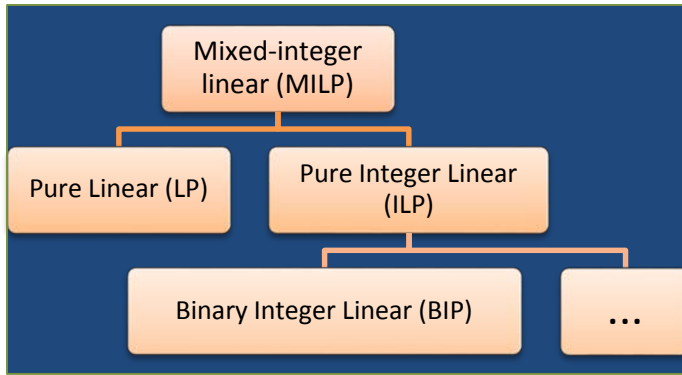 Mixed-integer
linear (MILP)
Pure Linear (LP)
Pure Integer Linear
(ILP)
Binary Integer Linear (BIP)
...